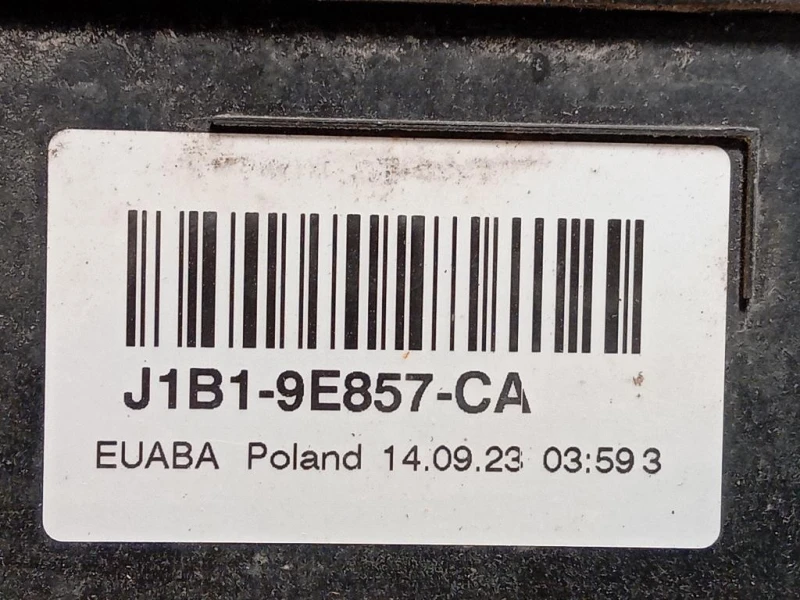 J1B1-9E857-CA
EUABA Poland 14.09.23 03:59 3